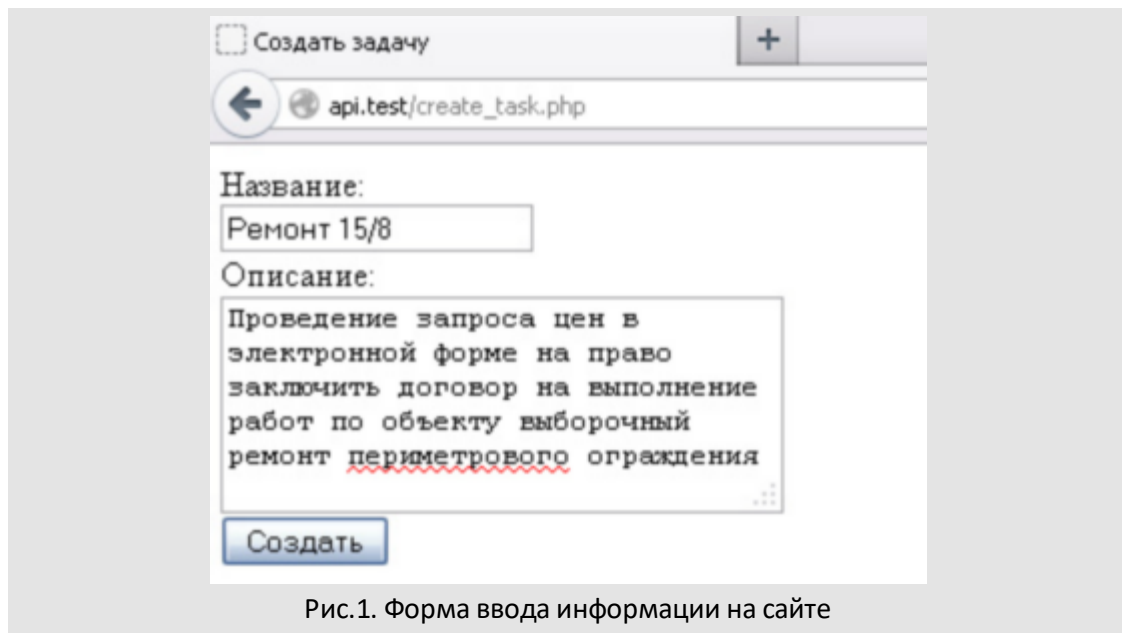 Создать задачу
+
api.test/create_task.php
Название:
Ремонт 15/8
Описание:
Проведение запроса цен в
электронной форме на право
заключить договор на выполнение
работ по объекту выборочный
ремонт периметрового ограждения
Создать
Рис.1. Форма ввода информации на сайте